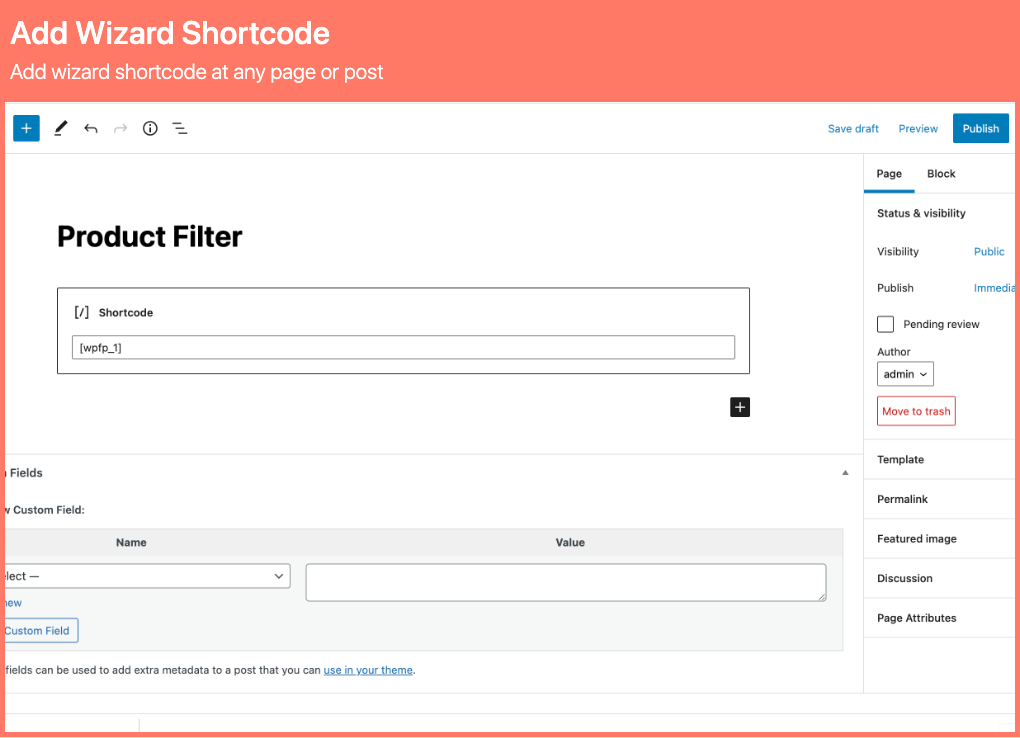 Add Wizard Shortcode
Add wizard shortcode at any page or post
Save draft Preview Publish
Page Block
Status & visibility
Product Filter
Visibility Public
Publish Immedia
[/] Shortcode
Pending review
[wpfp_1]
Author
admin
Move to trash
Template
Fields
Permalink
Custom Field:
Name Value
Featured image
elect —
Discussion
new
Page Attributes
Custom Field
fields can be used to add extra metadata to a post that you can use in your theme.